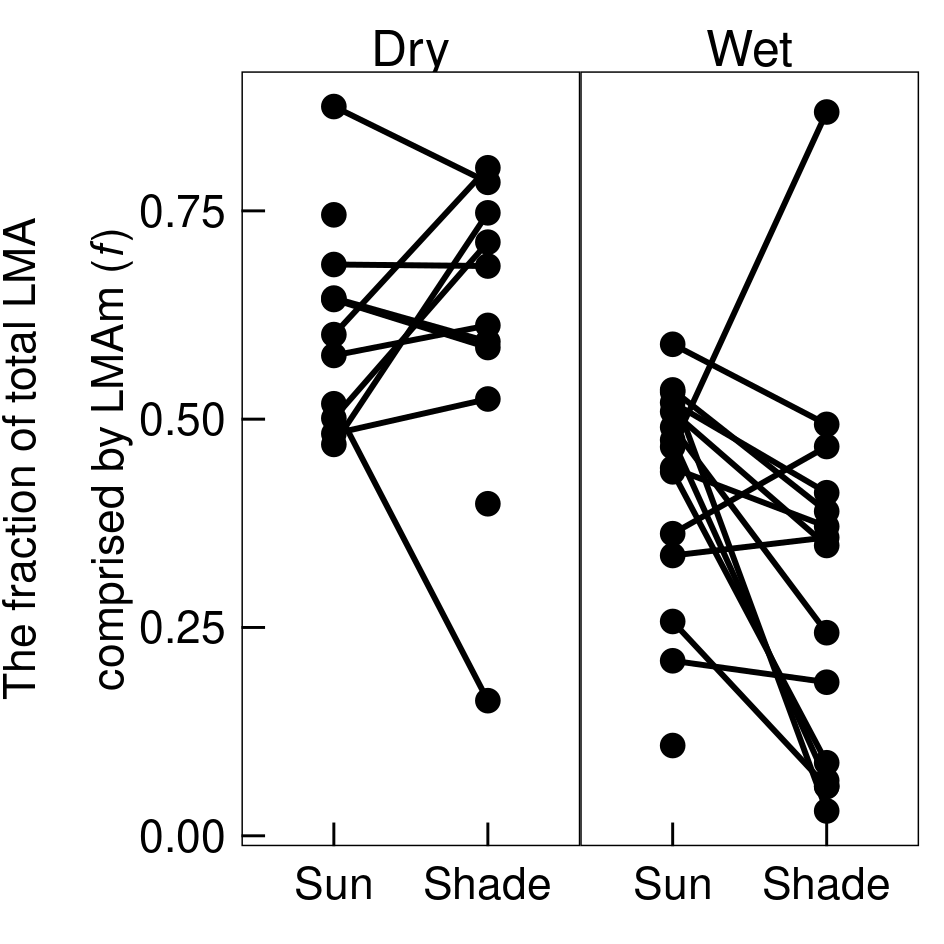 Dry Wet
The fraction of total LMA
comprised by LMAm (f)
0.75
0.50
0.25
0.00
Sun Shade Sun Shade